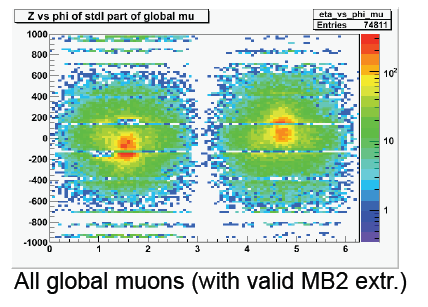 Z vs phi of stdl part of global mu
eta_vs_phi_mu
Entries 74811
1000
800
600
400
200
0
-200
-400
-600
-800
-1000
0 1 2 3 4 5 6
10²
10
1
All global muons (with valid MB2 extr.)